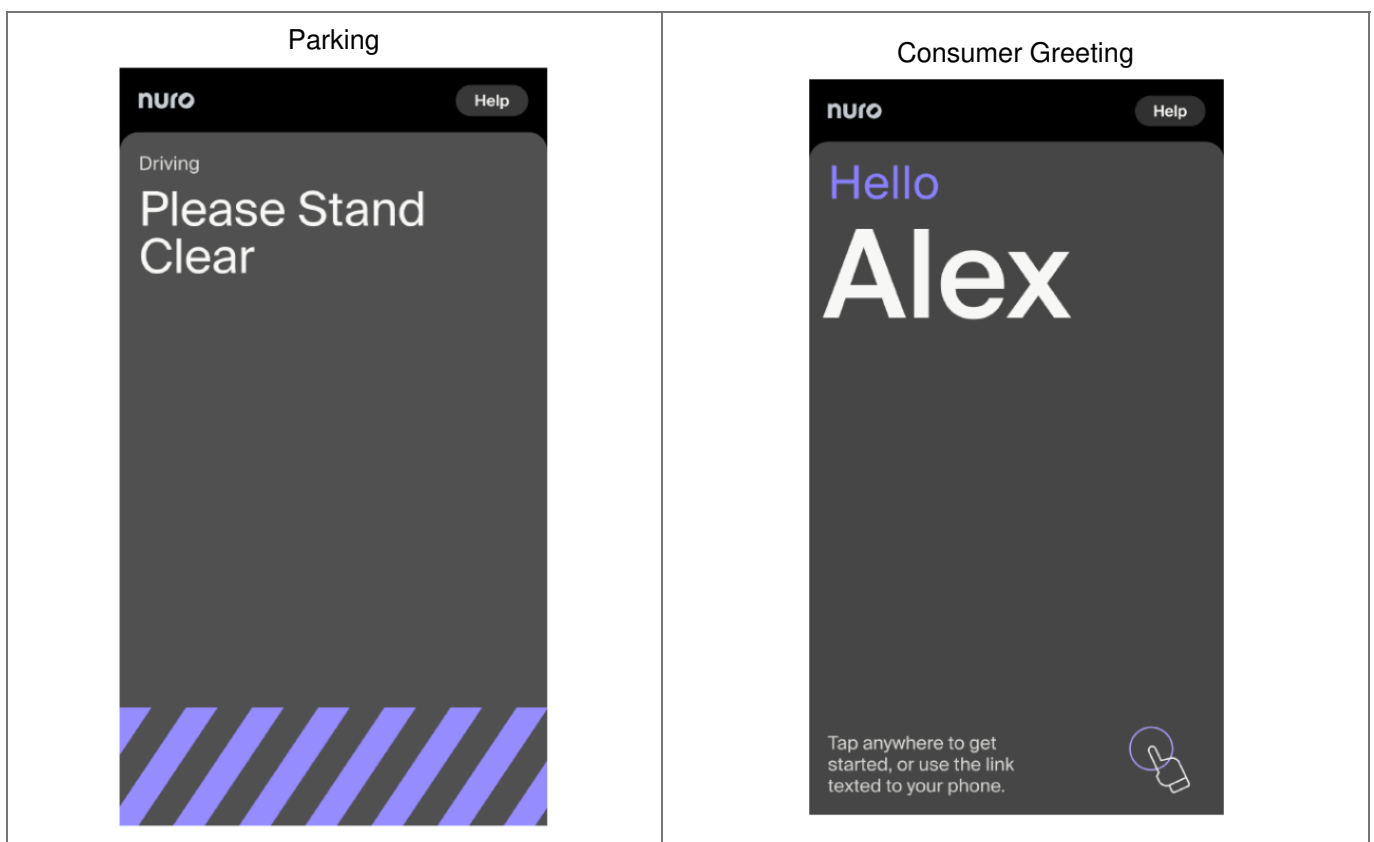 Parking
nuro
Help
Driving
Please Stand
Clear
Consumer Greeting
nuro
Help
Hello
Alex
Tap anywhere to get
started, or use the link
texted to your phone.